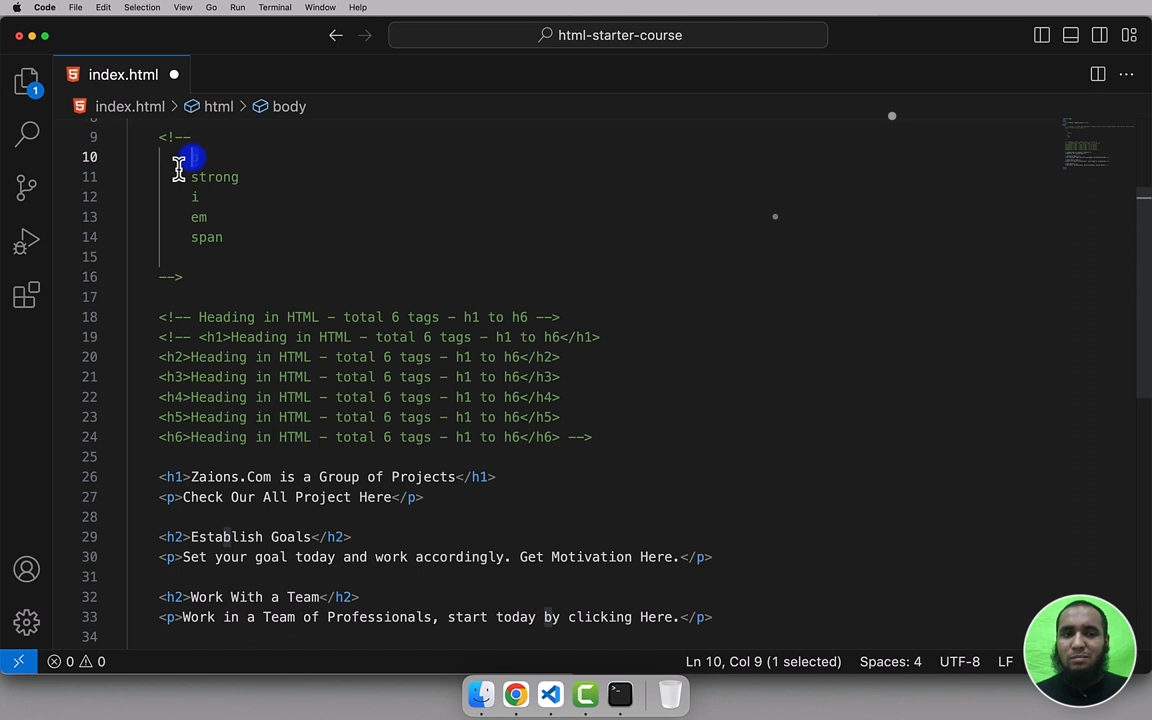 Code File Edit Selection View Go Run Terminal Window Help
html-starter-course
index.html
index.html > html > body
1
8
9 <!--
10 b
11 strong
12 i
13 em
14 span
15
16 -->
17
18 <!-- Heading in HTML - total 6 tags - h1 to h6 -->
19 <!-- <h1>Heading in HTML - total 6 tags - h1 to h6</h1>
20 <h2>Heading in HTML - total 6 tags - h1 to h6</h2>
21 <h3>Heading in HTML - total 6 tags - h1 to h6</h3>
22 <h4>Heading in HTML - total 6 tags - h1 to h6</h4>
23 <h5>Heading in HTML - total 6 tags - h1 to h6</h5>
24 <h6>Heading in HTML - total 6 tags - h1 to h6</h6> -->
25
26 <h1>Zaions.Com is a Group of Projects</h1>
27 <p>Check Our All Project Here</p>
28
29 <h2>Establish Goals</h2>
30 <p>Set your goal today and work accordingly. Get Motivation Here.</p>
31
32 <h2>Work With a Team</h2>
33 <p>Work in a Team of Professionals, start today by clicking Here.</p>
34
0 0 Ln 10, Col 9 (1 selected) Spaces: 4 UTF-8 LF